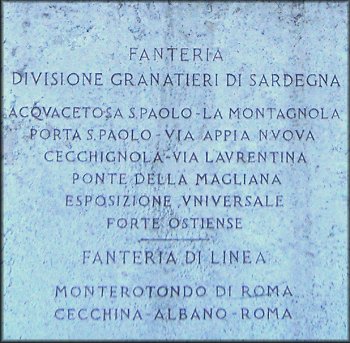 FANTERIA
DIVISIONE GRANATIERI DI SARDEGNA
ACQVACETOSA S.PAOLO-LA MONTAGNOLA
PORTA S.PAOLO-VIA APPIA NVOVA
CECCHIGNOLA-VIA LAVRENTINA
PONTE DELLA MAGLIANA
ESPOSIZIONE VNIVERSALE
FORTE OSTIENSE
FANTERIA DI LINEA
MONTEROTONDO DI ROMA
CECCHINA-ALBANO-ROMA